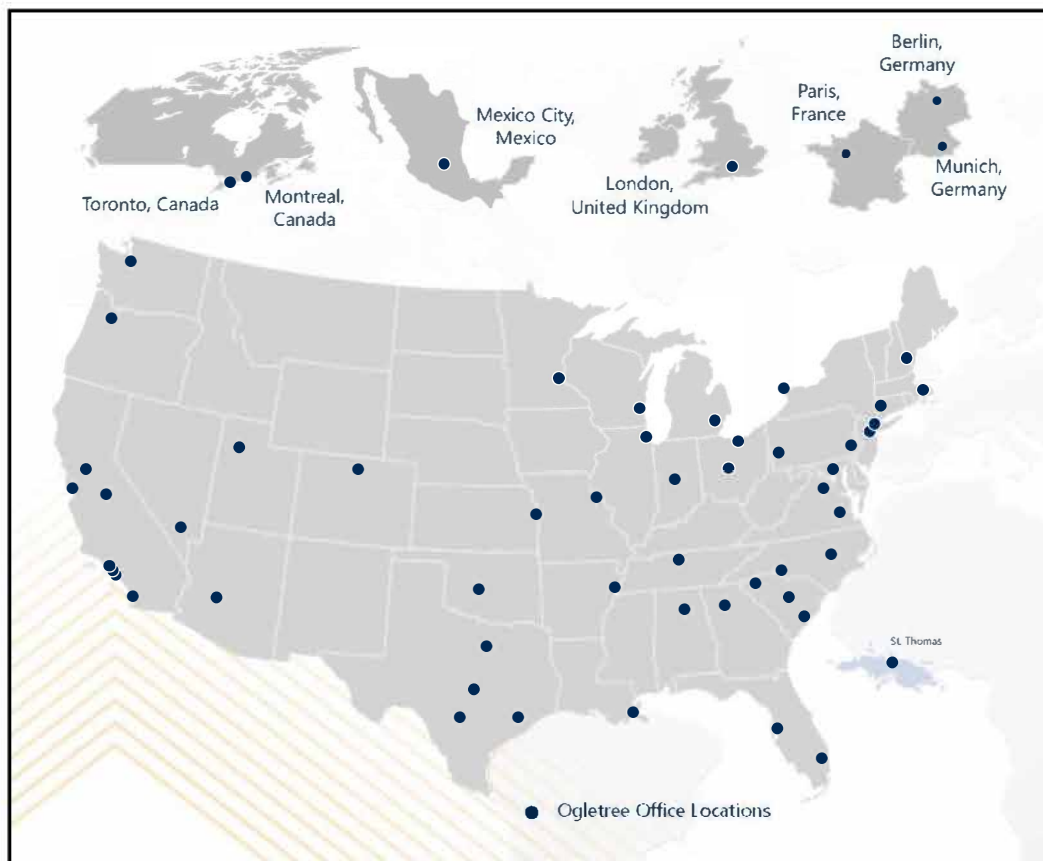 Berlin,
Germany
Paris,
France
Mexico City,
Mexico
Munich,
Germany
London,
United Kingdom
Toronto, Canada
Montreal,
Canada
St. Thomas
Ogletree Office Locations